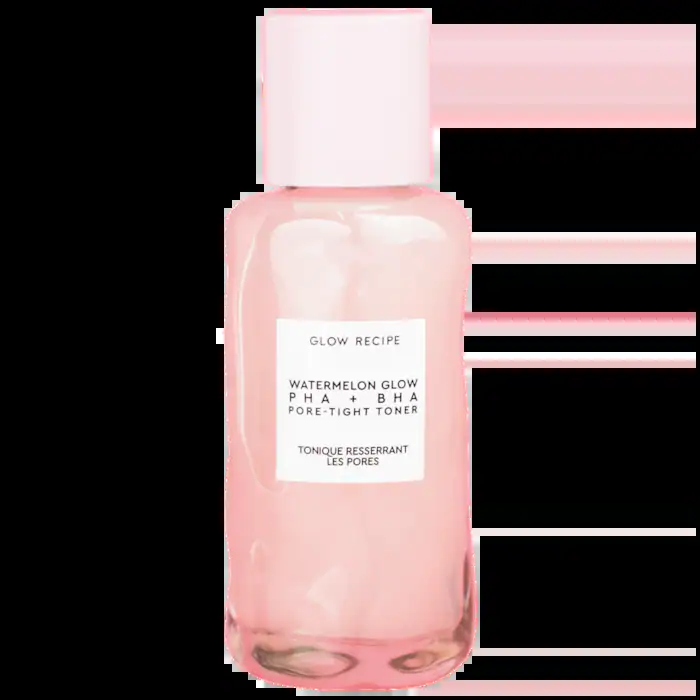 GLOW RECIPE
WATERMELON GLOW
PHA + BHA
PORE-TIGHT TONER
TONIQUE RESSERRANT
LES PORES